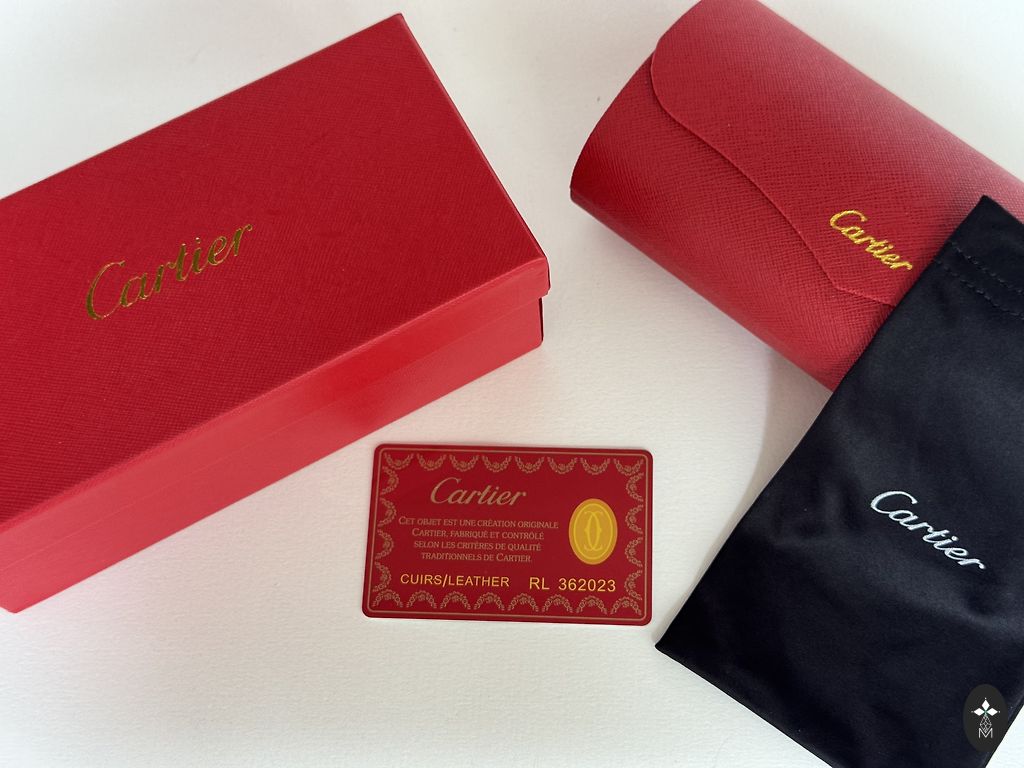 Cartier
Cartier
Cartier
CET OBJET EST UNE CRÉATION ORIGINALE
CARTIER, FABRIQUÉ ET CONTRÔLÉ
SELON LES CRITÈRES DE QUALITÉ
TRADITIONNELS DE CARTIER.
CUIRS/LEATHER RL 362023
Cartier
M